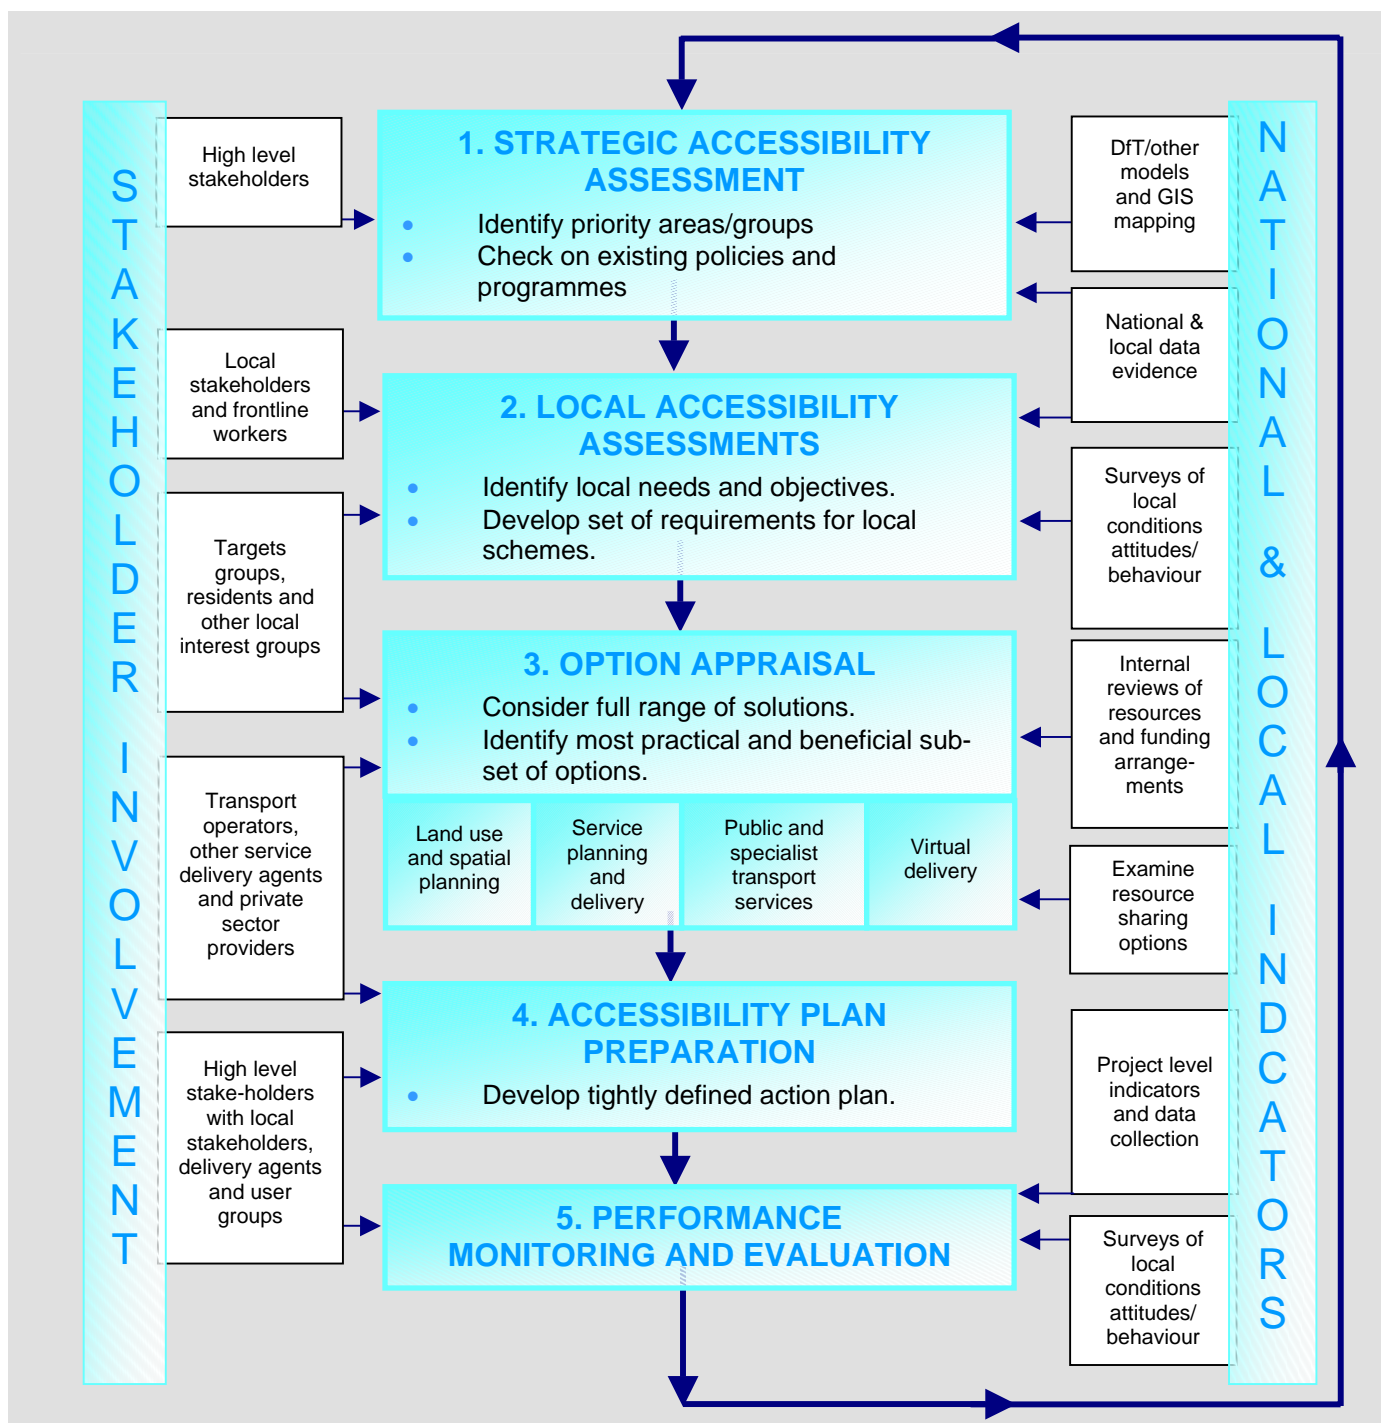 STAKEHOLDER INVOLVEMENT
High level
stakeholders
Local
stakeholders
and frontline
workers
Targets
groups,
residents and
other local
interest groups
Transport
operators,
other service
delivery agents
and private
sector
providers
High level
stake-holders
with local
stakeholders,
delivery agents
and user
groups
1. STRATEGIC ACCESSIBILITY
ASSESSMENT
Identify priority areas/groups
Check on existing policies and
programmes
2. LOCAL ACCESSIBILITY
ASSESSMENTS
Identify local needs and objectives.
Develop set of requirements for local
schemes.
3. OPTION APPRAISAL
Consider full range of solutions.
Identify most practical and beneficial sub-
set of options.
Land use
and spatial
planning
Service
planning
and
delivery
Public and
specialist
transport
services
Virtual
delivery
4. ACCESSIBILITY PLAN
PREPARATION
Develop tightly defined action plan.
5. PERFORMANCE
MONITORING AND EVALUATION
DfT/other
models
and GIS
mapping
National &
local data
evidence
Surveys of
local
conditions
attitudes/
behaviour
Internal
reviews of
resources
and funding
arrange-
ments
Examine
resource
sharing
options
Project level
indicators
and data
collection
Surveys of
local
conditions
attitudes/
behaviour
NATIONAL & LOCAL INDCATORS